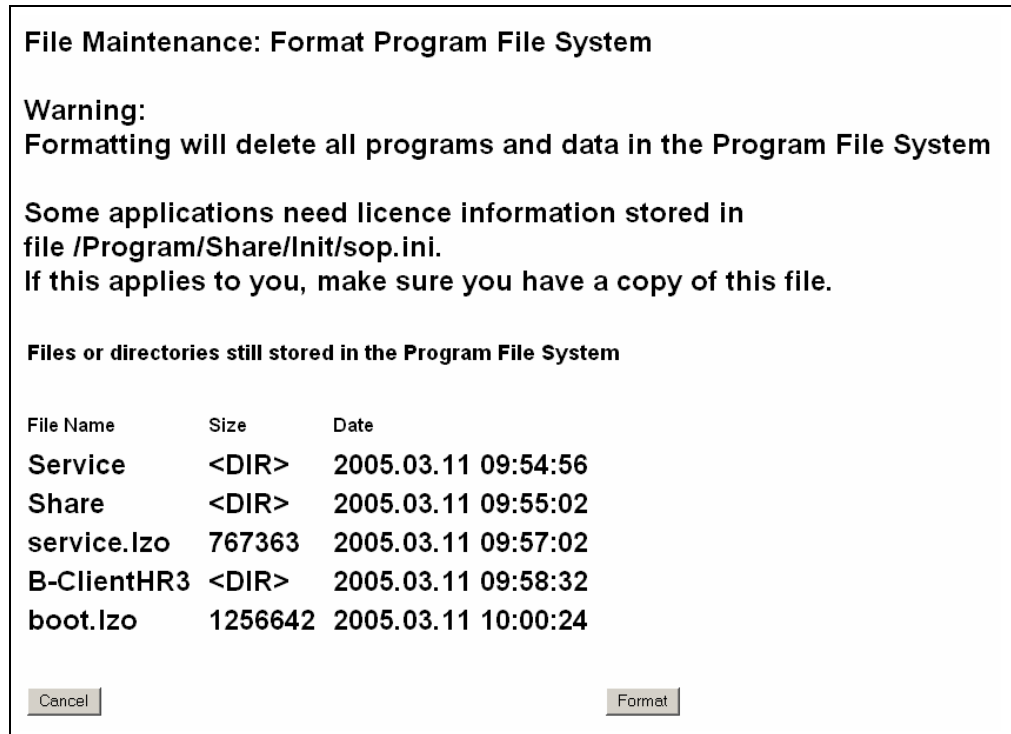 File Maintenance: Format Program File System
Warning:
Formatting will delete all programs and data in the Program File System
Some applications need licence information stored in
file /Program/Share/Init/sop.ini.
If this applies to you, make sure you have a copy of this file.
Files or directories still stored in the Program File System
File Name Size Date
Service <DIR> 2005.03.11 09:54:56
Share <DIR> 2005.03.11 09:55:02
service.lzo 767363 2005.03.11 09:57:02
B-ClientHR3 <DIR> 2005.03.11 09:58:32
boot.lzo 1256642 2005.03.11 10:00:24
Cancel Format